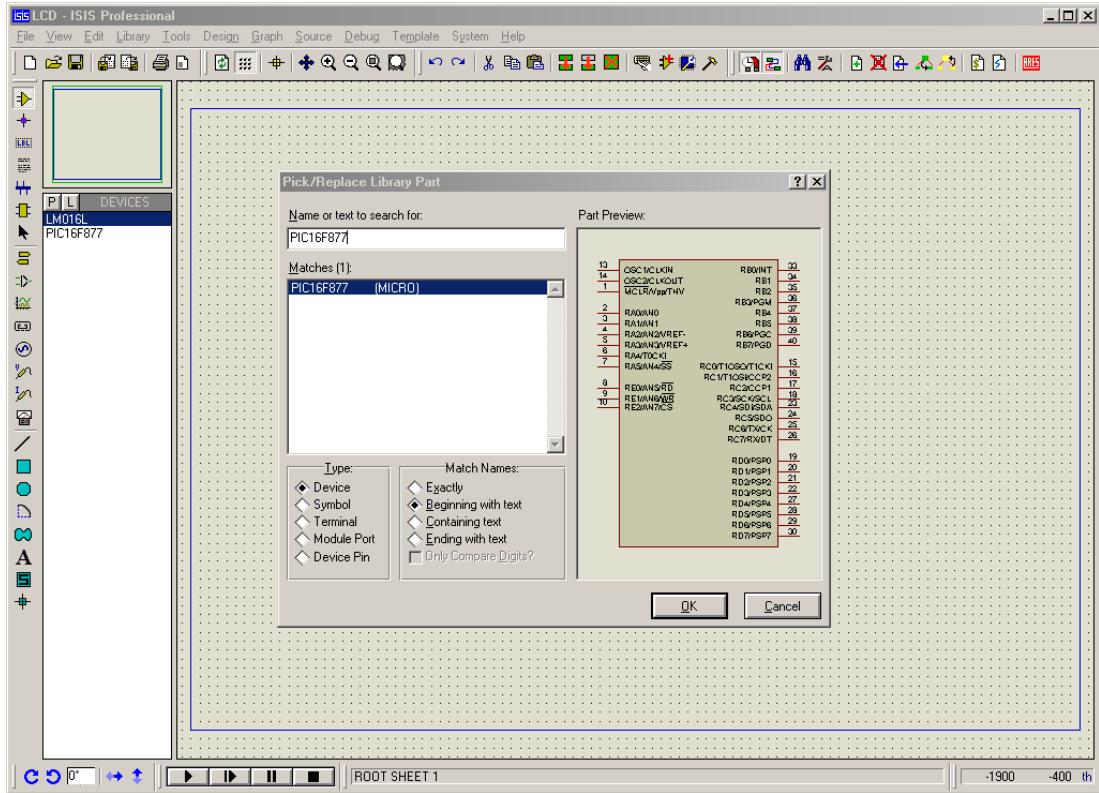 ISIS LCD - ISIS Professional
File View Edit Library Tools Design Graph Source Debug Template System Help
ARES
LBL
P L DEVICES
LM016L
PIC16F877
Pick/Replace Library Part
Name or text to search for:
PIC16F877
Matches (1):
PIC16F877 (MICRO)
Type:
Device
Symbol
Terminal
Module Port
Device Pin
Match Names:
Exactly
Beginning with text
Containing text
Ending with text
Only Compare Digits?
Part Preview:
13 OSC1/CLKIN RB0/INT 33
14 OSC2/CLKOUT RB1 34
1 MCLR/Vpp/THV RB2 35
RB3/PGM 36
2 RA0/AN0 RB4 37
3 RA1/AN1 RB5 38
4 RA2/AN2/VREF- RB6/PGC 39
5 RA3/AN3/VREF+ RB7/PGD 40
6 RA4/T0CKI
7 RA5/AN4/SS RC0/T1OSO/T1CKI 15
RC1/T1OSI/CCP2 16
8 RE0/AN5/RD RC2/CCP1 17
9 RE1/AN6/WR RC3/SCK/SCL 18
10 RE2/AN7/CS RC4/SDI/SDA 23
RC5/SDO 24
RC6/TX/CK 25
RC7/RX/DT 26
RD0/PSP0 19
RD1/PSP1 20
RD2/PSP2 21
RD3/PSP3 22
RD4/PSP4 27
RD5/PSP5 28
RD6/PSP6 29
RD7/PSP7 30
OK Cancel
A
0°
ROOT SHEET 1
-1900 -400 th